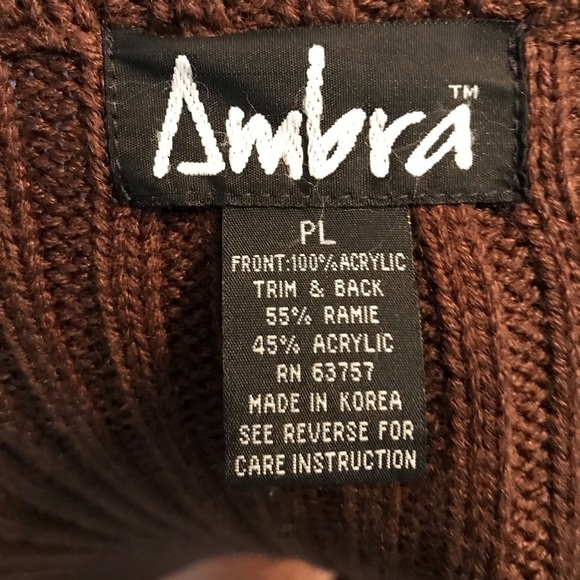 Ambra™
PL
FRONT:100%ACRYLIC
TRIM & BACK
55% RAMIE
45% ACRYLIC
RN 63757
MADE IN KOREA
SEE REVERSE FOR
CARE INSTRUCTION